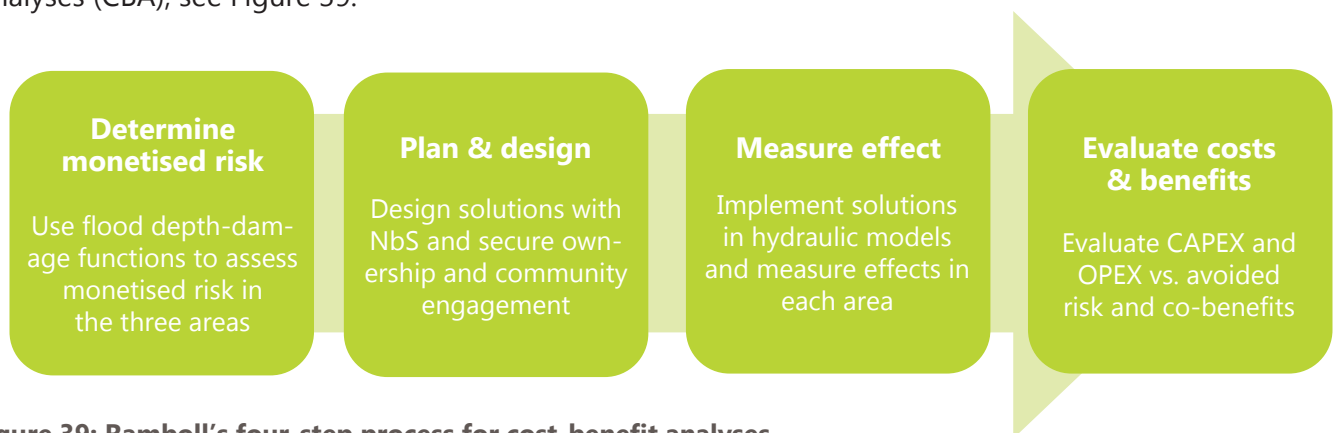 nalyses (CBA), see Figure 39.
Determine
monetised risk
Use flood depth-dam-
age functions to assess
monetised risk in
the three areas
Plan & design
Design solutions with
NbS and secure own-
ership and community
engagement
Measure effect
Implement solutions
in hydraulic models
and measure effects in
each area
Evaluate costs
& benefits
Evaluate CAPEX and
OPEX vs. avoided
risk and co-benefits
gure 39: Ramboll's four-step process for cost-benefit analyses